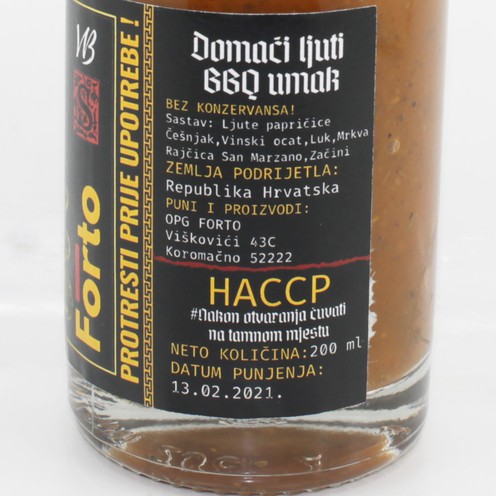 VB
Forto
PROTRESTI PRIJE UPOTREBE!
Domaći ljuti
BBQ umak
BEZ KONZERVANSA!
Sastav: Ljute papričice
Češnjak,Vinski ocat,Luk,Mrkva
Rajčica San Marzano,Začini
ZEMLJA PODRIJETLA:
Republika Hrvatska
PUNI I PROIZVODI:
OPG FORTO
Viškovići 43C
Koromačno 52222
HACCP
#Nakon otvaranja čuvati
na tamnom mjestu
NETO KOLIČINA:200 ml
DATUM PUNJENJA:
13.02.2021.